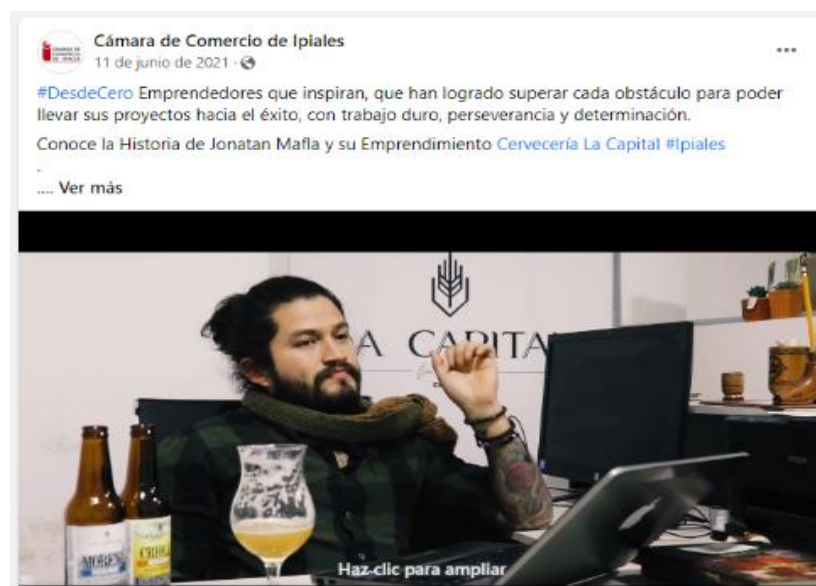 Cámara de Comercio de Ipiales
11 de junio de 2021 ·
#DesdeCero Emprendedores que inspiran, que han logrado superar cada obstáculo para poder
llevar sus proyectos hacia el éxito, con trabajo duro, perseverancia y determinación.
Conoce la Historia de Jonatan Mafla y su Emprendimiento Cervecería La Capital #Ipiales
.
.... Ver más
A CAPITA
MORENA
Haz clic para ampliar